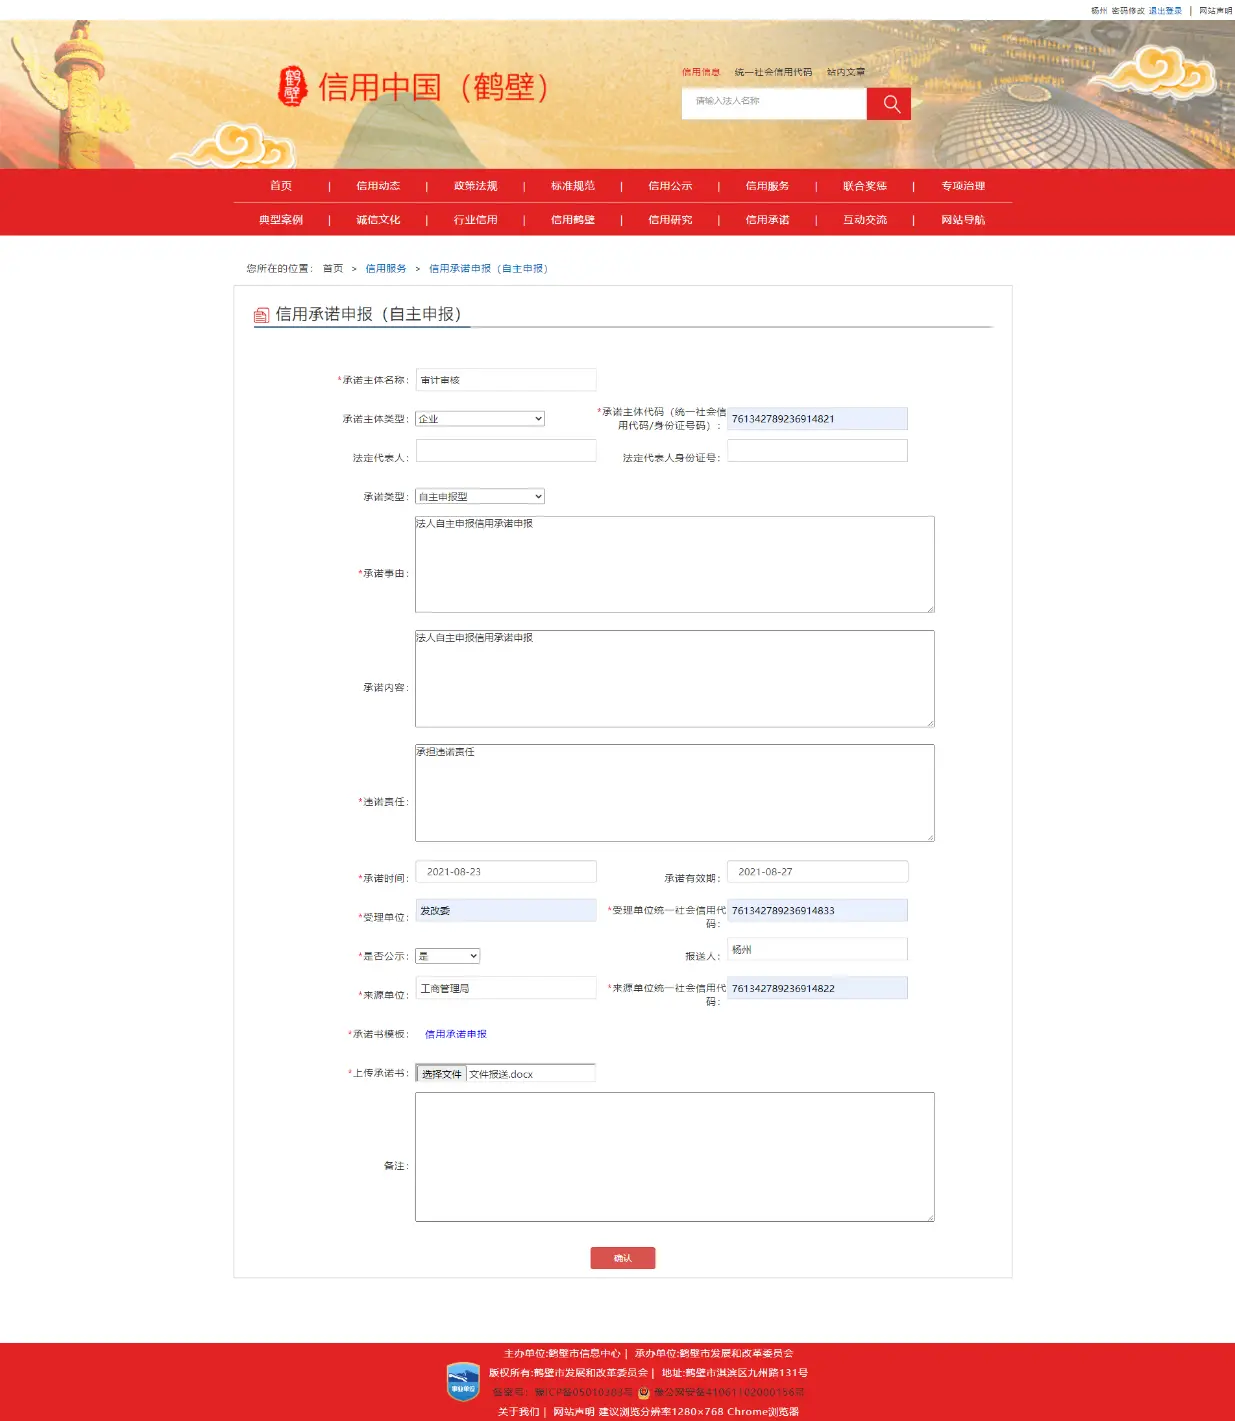 杨州 密码修改 退出登录 | 网站声明
鹤壁 信用中国（鹤壁）
信用信息 统一社会信用代码 站内文章
请输入法人名称
首页 | 信用动态 | 政策法规 | 标准规范 | 信用公示 | 信用服务 | 联合奖惩 | 专项治理
典型案例 | 诚信文化 | 行业信用 | 信用鹤壁 | 信用研究 | 信用承诺 | 互动交流 | 网站导航
您所在的位置： 首页 > 信用服务 > 信用承诺申报（自主申报）
信用承诺申报（自主申报）
*承诺主体名称： 审计审核
承诺主体类型： 企业
*承诺主体代码（统一社会信
用代码/身份证号码）： 761342789236914821
法定代表人： 法定代表人身份证号：
承诺类型： 自主申报型
法人自主申报信用承诺申报
*承诺事由：
法人自主申报信用承诺申报
承诺内容：
承担违诺责任
*违诺责任：
*承诺时间： 2021-08-23 承诺有效期： 2021-08-27
*受理单位： 发改委
*受理单位统一社会信用代
码： 761342789236914833
*是否公示： 是 报送人： 杨州
*来源单位： 工商管理局
*来源单位统一社会信用代
码： 761342789236914822
*承诺书模板： 信用承诺申报
*上传承诺书： 选择文件 文件报送.docx
备注：
确认
主办单位:鹤壁市信息中心 | 承办单位:鹤壁市发展和改革委员会
版权所有:鹤壁市发展和改革委员会 | 地址:鹤壁市淇滨区九州路131号
事业单位
备案号： 豫ICP备05010308号 豫公网安备41061102000186号
关于我们 | 网站声明 建议浏览分辨率1280×768 Chrome浏览器